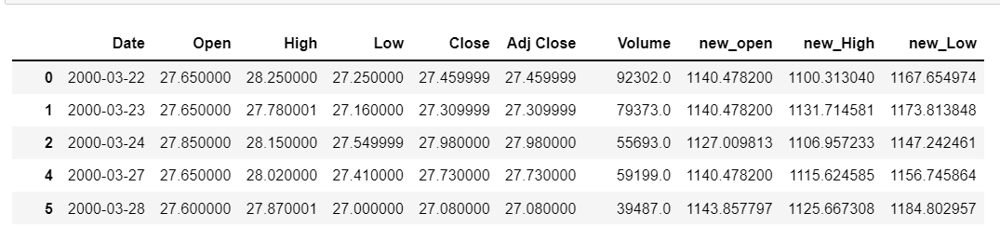 Date Open High Low Close Adj Close Volume new_open new_High new_Low
0 2000-03-22 27.650000 28.250000 27.250000 27.459999 27.459999 92302.0 1140.478200 1100.313040 1167.654974
1 2000-03-23 27.650000 27.780001 27.160000 27.309999 27.309999 79373.0 1140.478200 1131.714581 1173.813848
2 2000-03-24 27.850000 28.150000 27.549999 27.980000 27.980000 55693.0 1127.009813 1106.957233 1147.242461
4 2000-03-27 27.650000 28.020000 27.410000 27.730000 27.730000 59199.0 1140.478200 1115.624585 1156.745864
5 2000-03-28 27.600000 27.870001 27.000000 27.080000 27.080000 39487.0 1143.857797 1125.667308 1184.802957